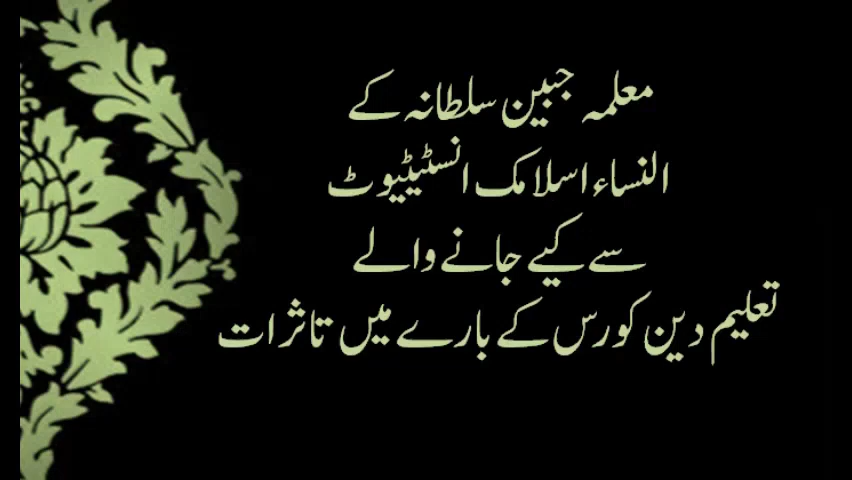 معلمہ جبین سلطانہ کے
النساء اسلامک انسٹیٹیوٹ
سے کیے جانے والے
تعلیم دین کورس کے بارے میں تاثرات